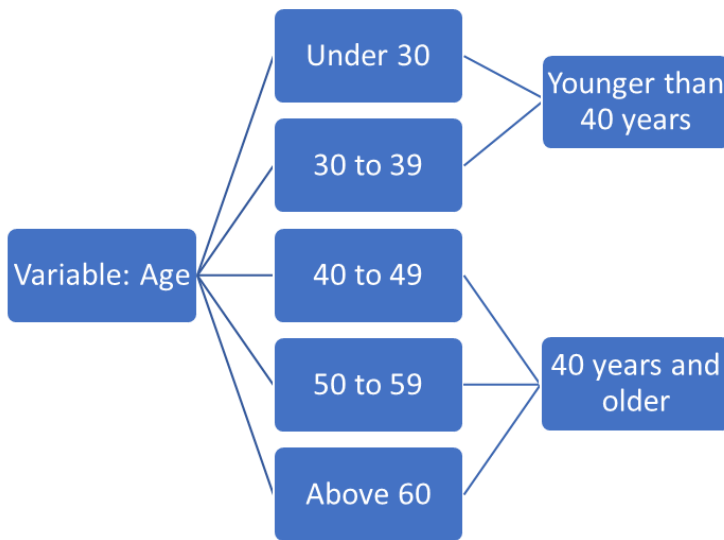 Variable: Age
Under 30
30 to 39
40 to 49
50 to 59
Above 60
Younger than
40 years
40 years and
older